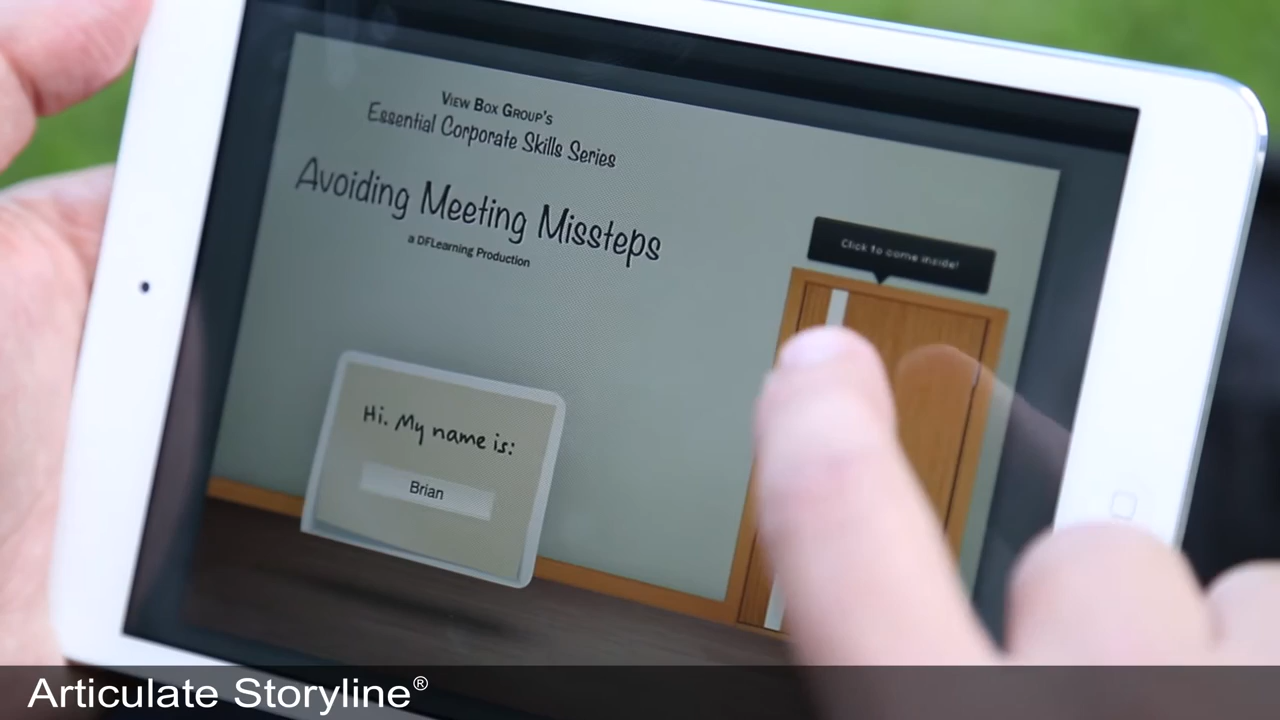 View Box Group's
Essential Corporate Skills Series
Avoiding Meeting Missteps
a DFLearning Production
Click to come inside!
Hi. My name is:
Brian
Articulate Storyline®